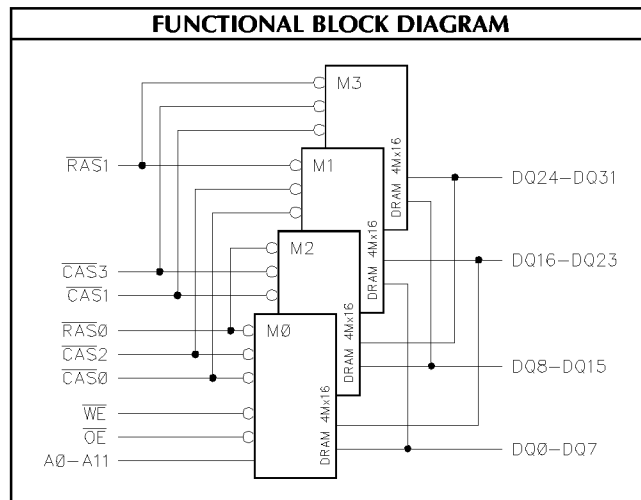 FUNCTIONAL BLOCK DIAGRAM
M3
DRAM 4Mx16
RAS1
M1
DRAM 4Mx16
DQ24-DQ31
M2
DRAM 4Mx16
DQ16-DQ23
CAS3
CAS1
RAS0
M0
DRAM 4Mx16
CAS2
DQ8-DQ15
CAS0
WE
OE
DQ0-DQ7
A0-A11